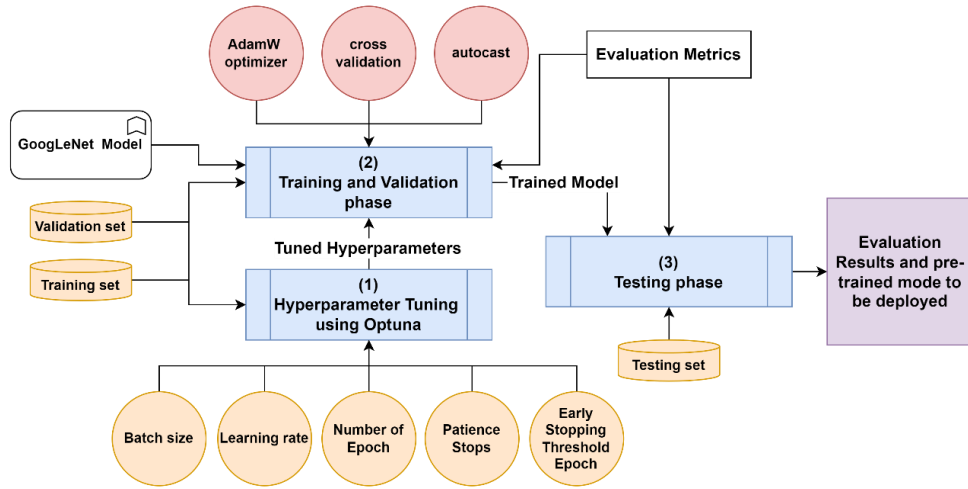 AdamW
optimizer
cross
validation
autocast
Evaluation Metrics
GoogLeNet Model
(2)
Training and Validation
phase
Trained Model
Validation set
Training set
Tuned Hyperparameters
(1)
Hyperparameter Tuning
using Optuna
(3)
Testing phase
Evaluation
Results and pre-
trained mode to
be deployed
Testing set
Batch size
Learning rate
Number of
Epoch
Patience
Stops
Early
Stopping
Threshold
Epoch